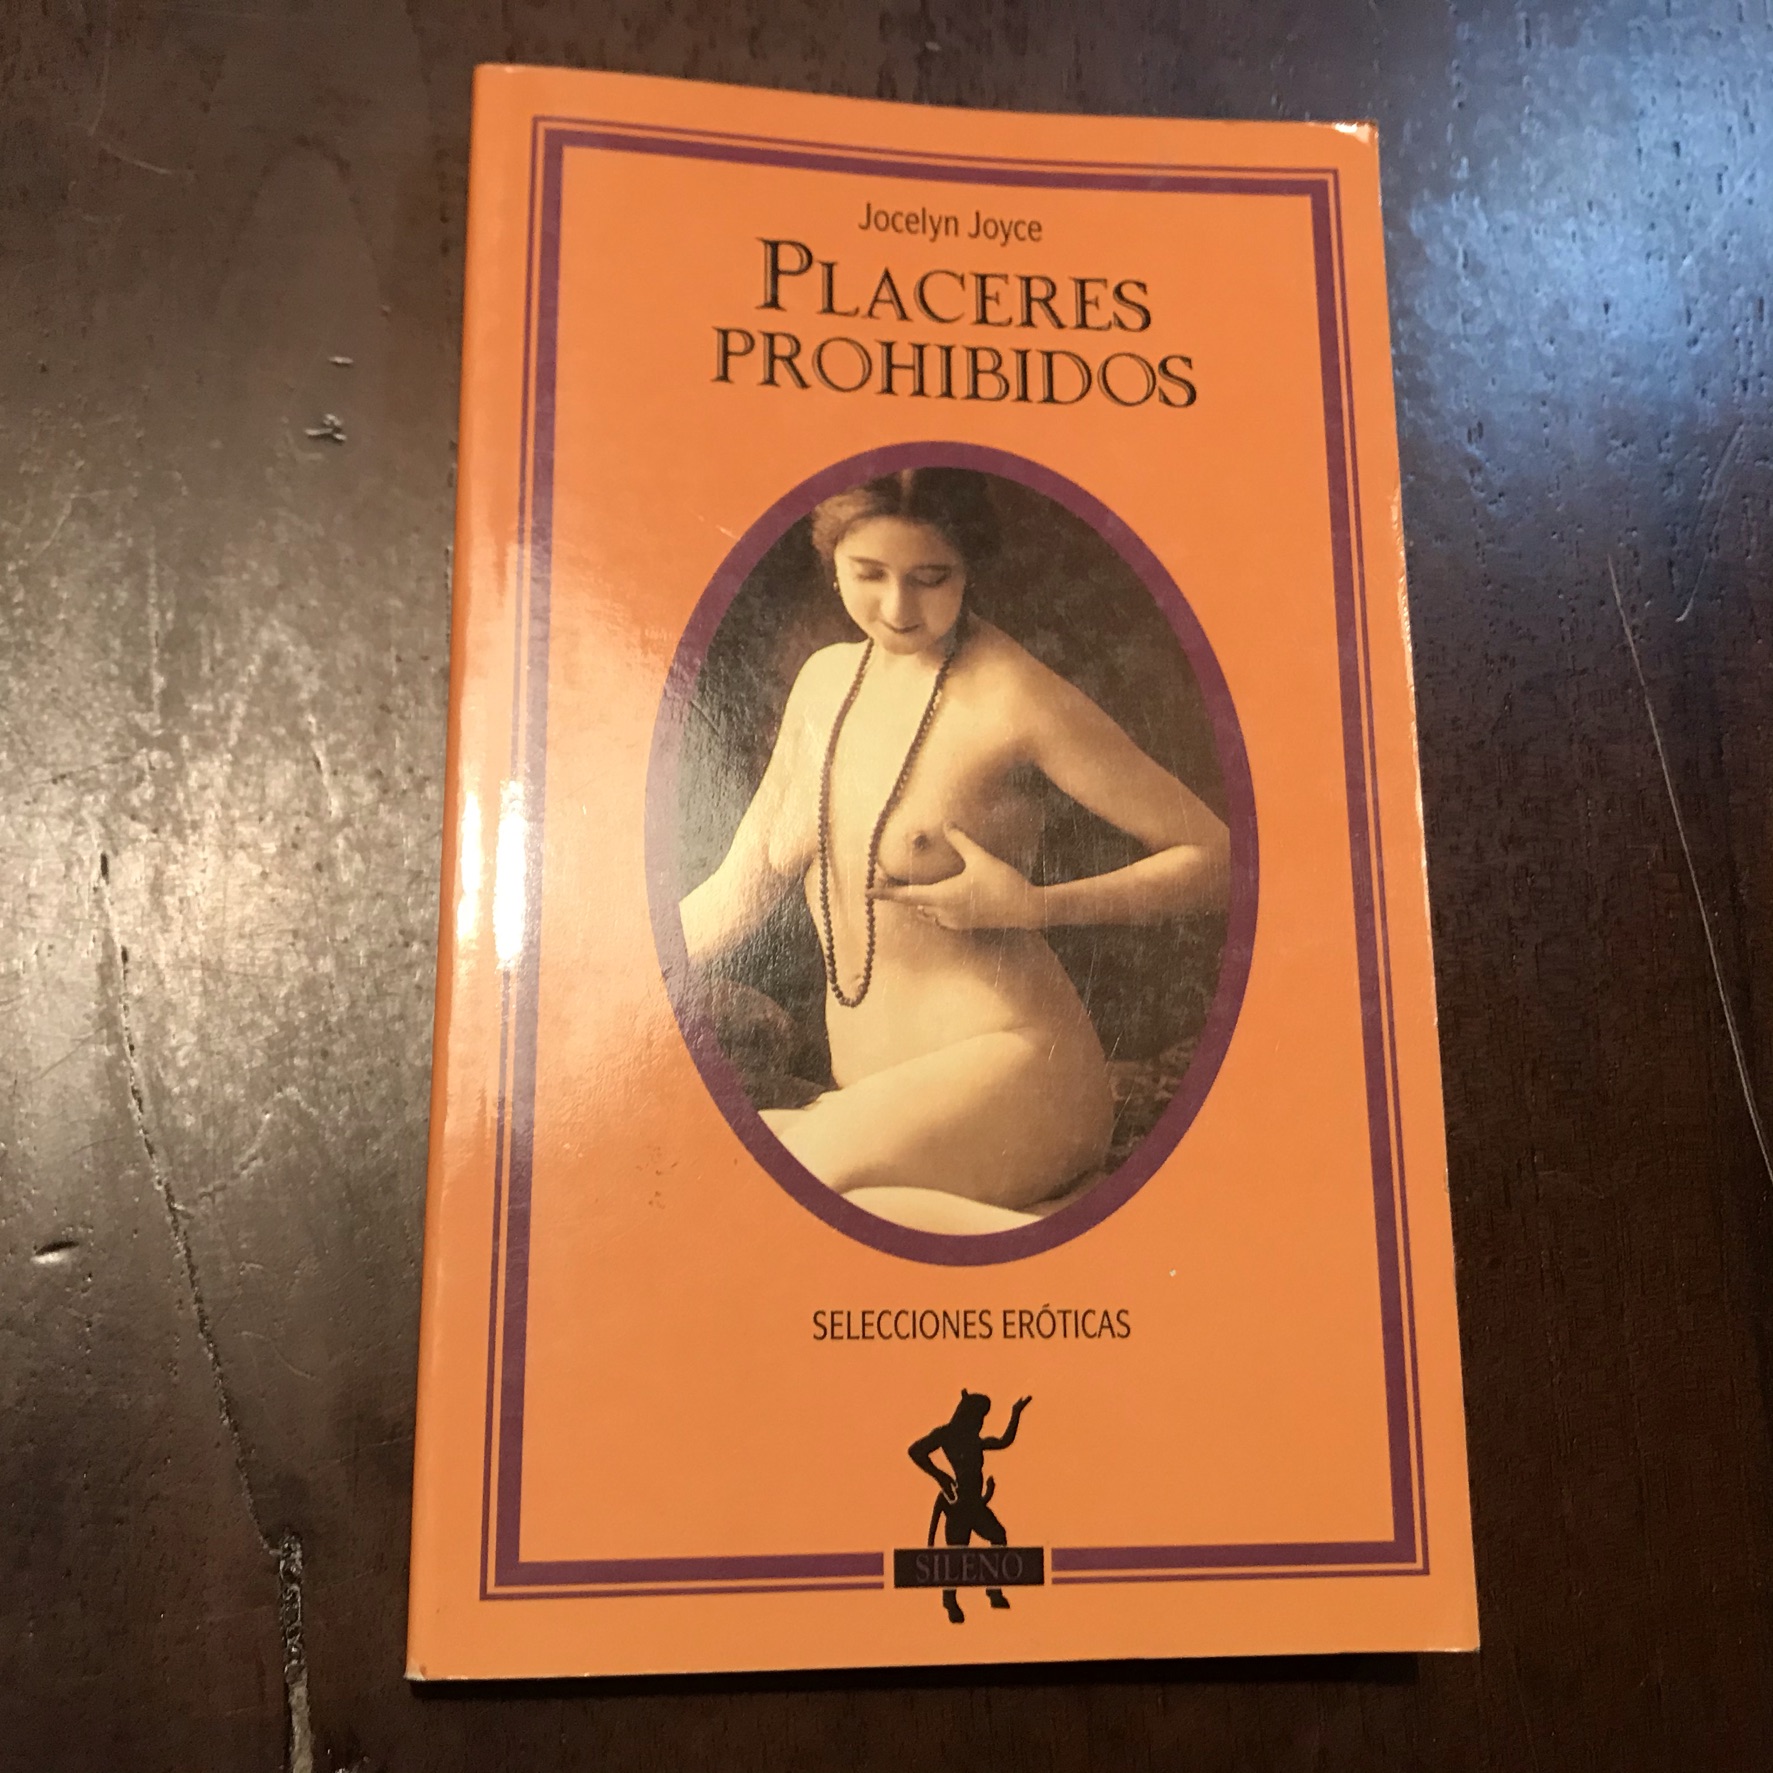 Jocelyn Joyce
PLACERES
PROHIBIDOS
SELECCIONES ERÓTICAS
SILENO